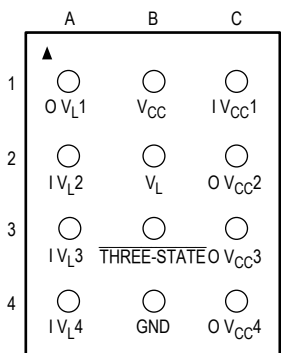 A B C
1
O VL1 VCC I VCC1
2
I VL2 VL O VCC2
3
I VL3 THREE-STATE O VCC3
4
I VL4 GND O VCC4